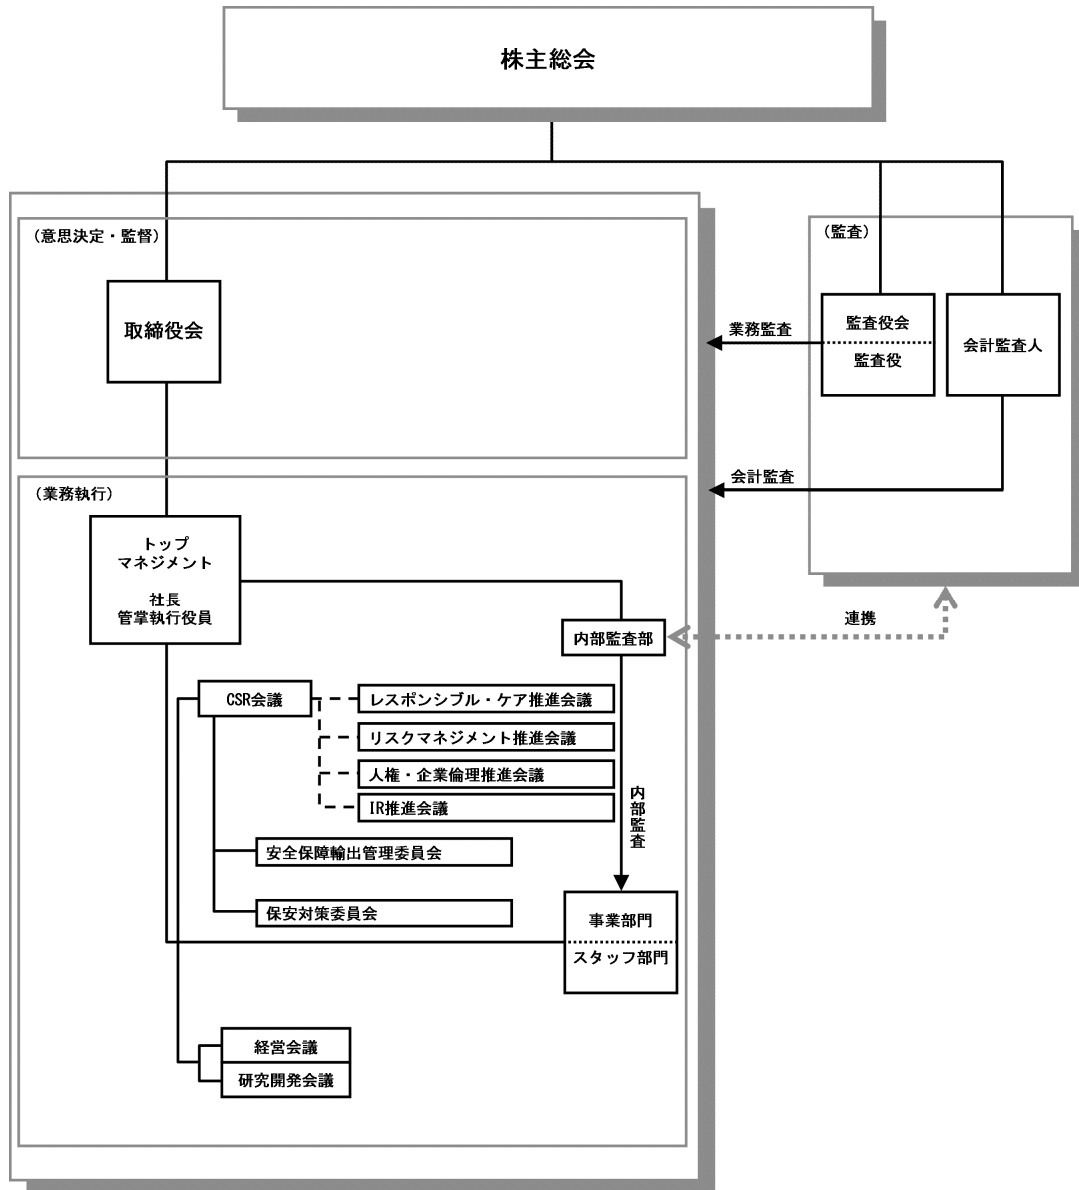 株主総会
（意思決定・監督）
取締役会
（監査）
監査役会
監査役
会計監査人
業務監査
会計監査
（業務執行）
トップ
マネジメント
社長
管掌執行役員
内部監査部
連携
CSR会議
レスポンシブル・ケア推進会議
リスクマネジメント推進会議
人権・企業倫理推進会議
IR推進会議
内部監査
安全保障輸出管理委員会
保安対策委員会
事業部門
スタッフ部門
経営会議
研究開発会議